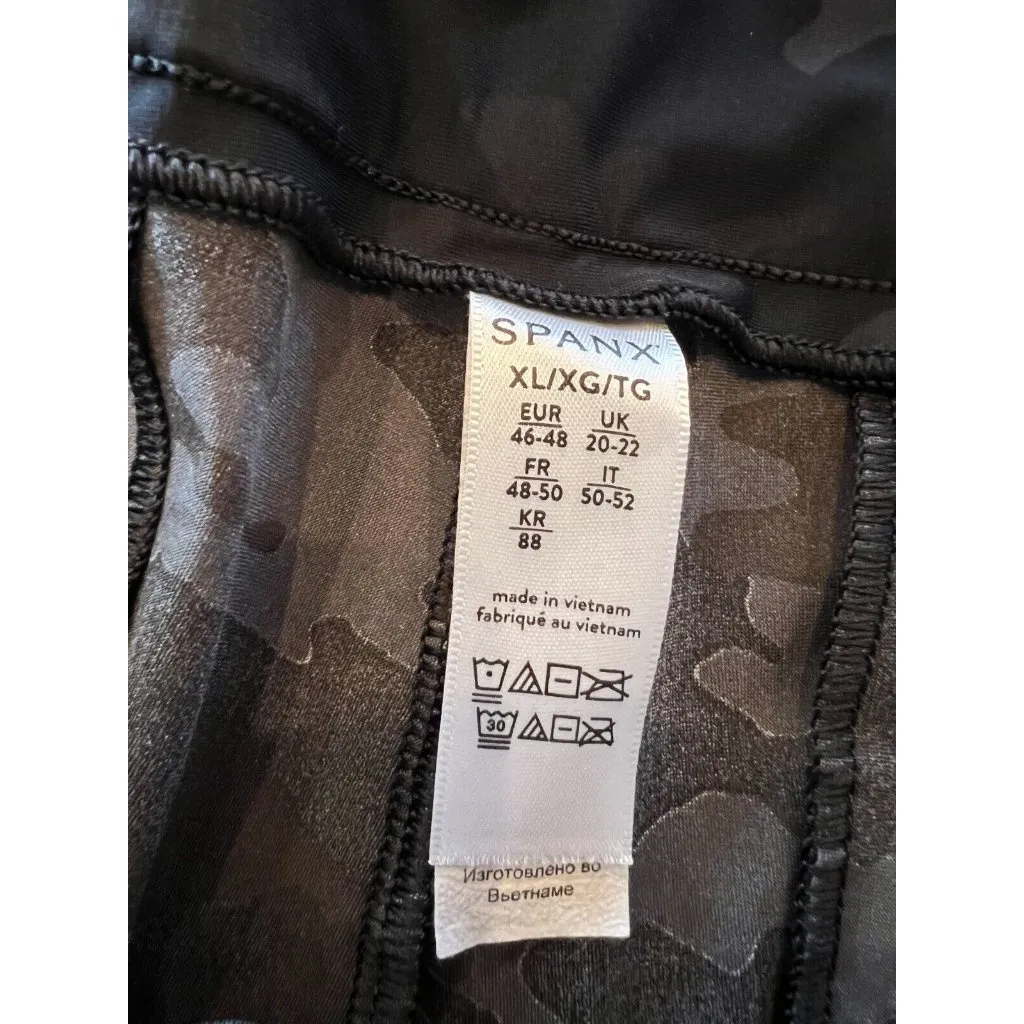 SPANX
XL/XG/TG
EUR UK
46-48 20-22
FR IT
48-50 50-52
KR
88
made in vietnam
fabriqué au vietnam
30
Изготовлено во
Вьетнаме